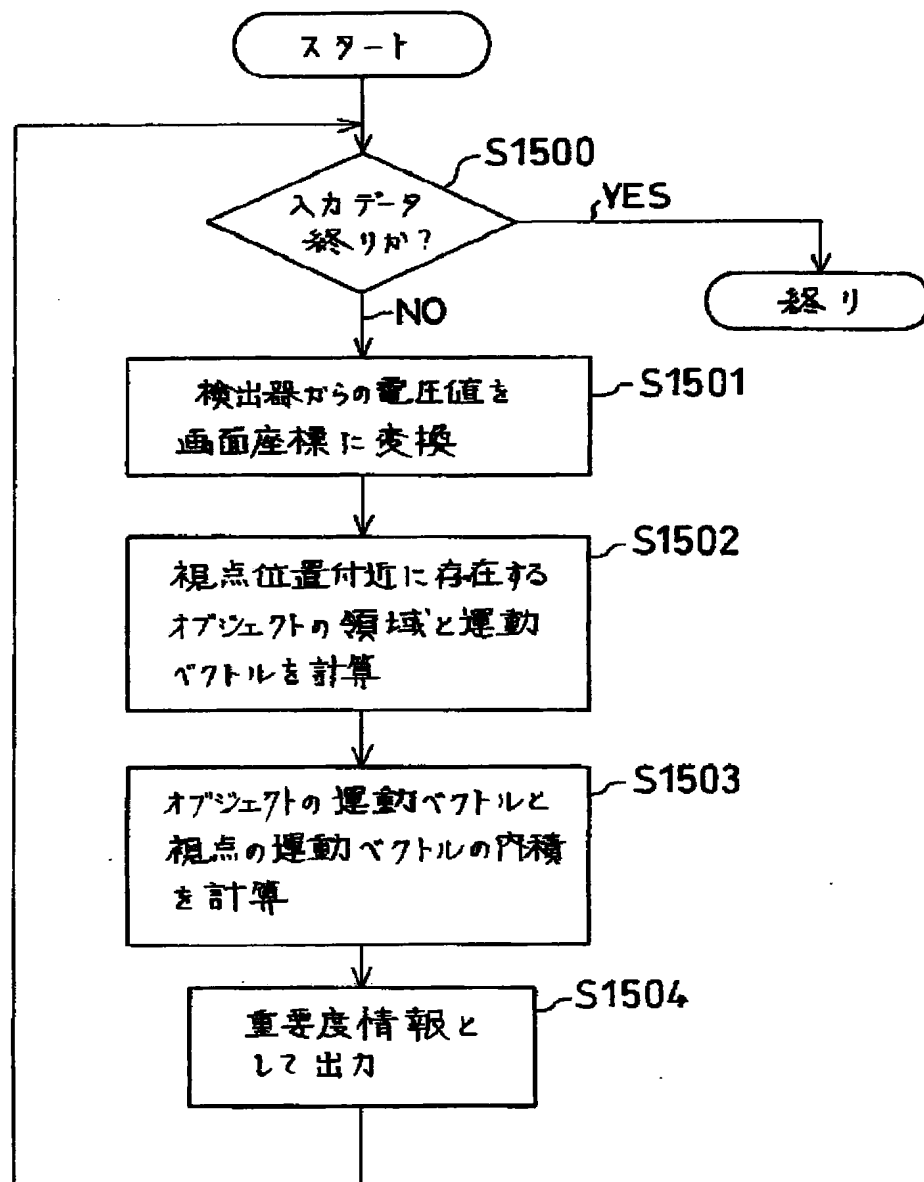 スタート
S1500
入力データ
終りか?
YES
終り
NO
S1501
検出器からの電圧値を
画面座標に変換
S1502
視点位置付近に存在する
オブジェクトの領域と運動
ベクトルを計算
S1503
オブジェクトの運動ベクトルと
視点の運動ベクトルの内積
を計算
S1504
重要度情報と
して出力